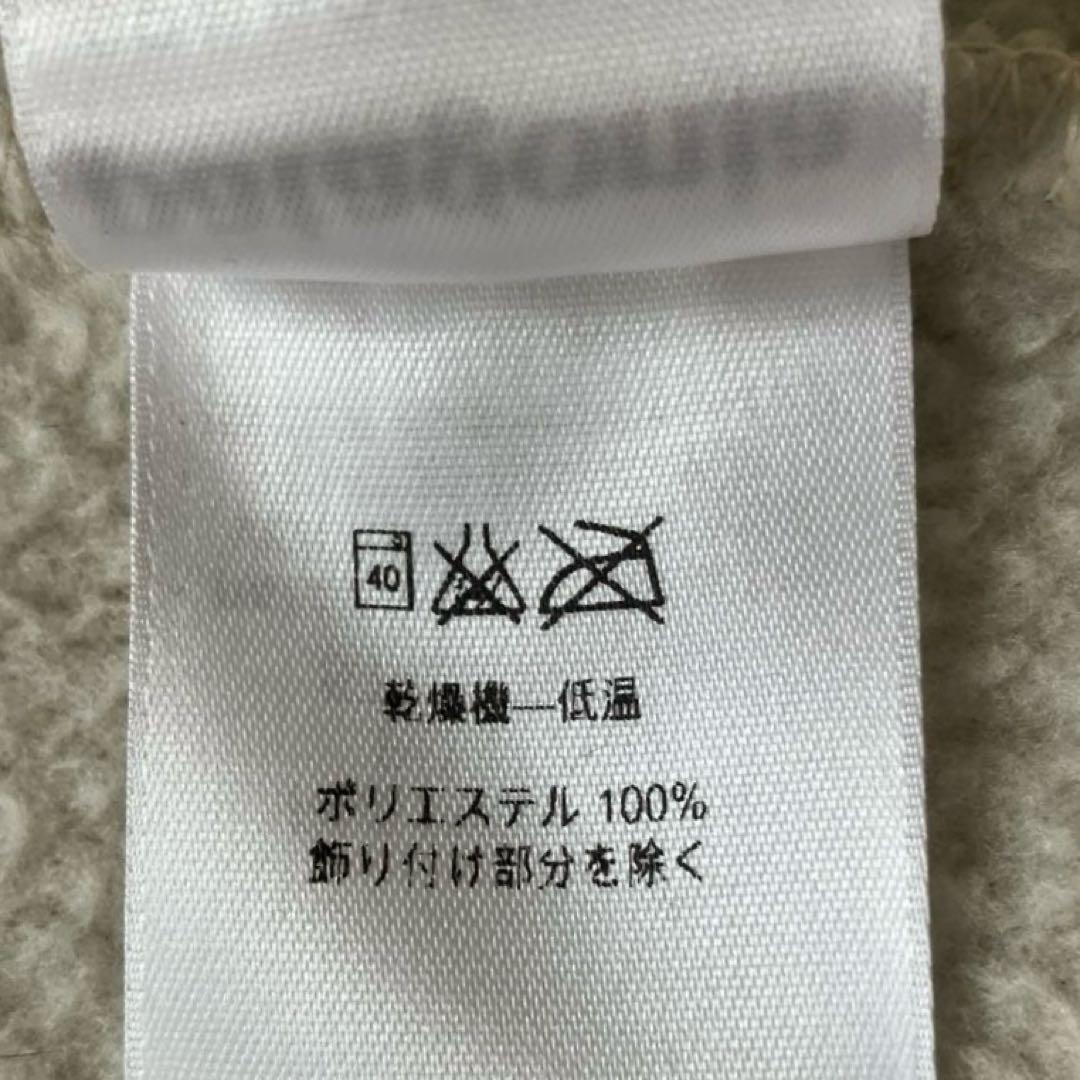 40
乾燥機—低温
ポリエステル 100%
飾り付け部分を除く